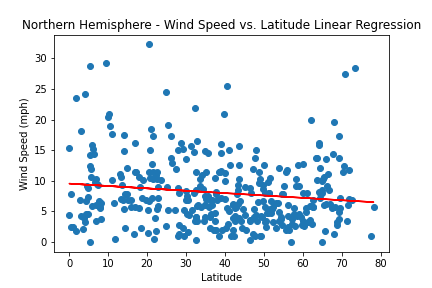 Northern Hemisphere - Wind Speed vs. Latitude Linear Regression
30
25
20
15
10
5
0
Wind Speed (mph)
0 10 20 30 40 50 60 70 80
Latitude